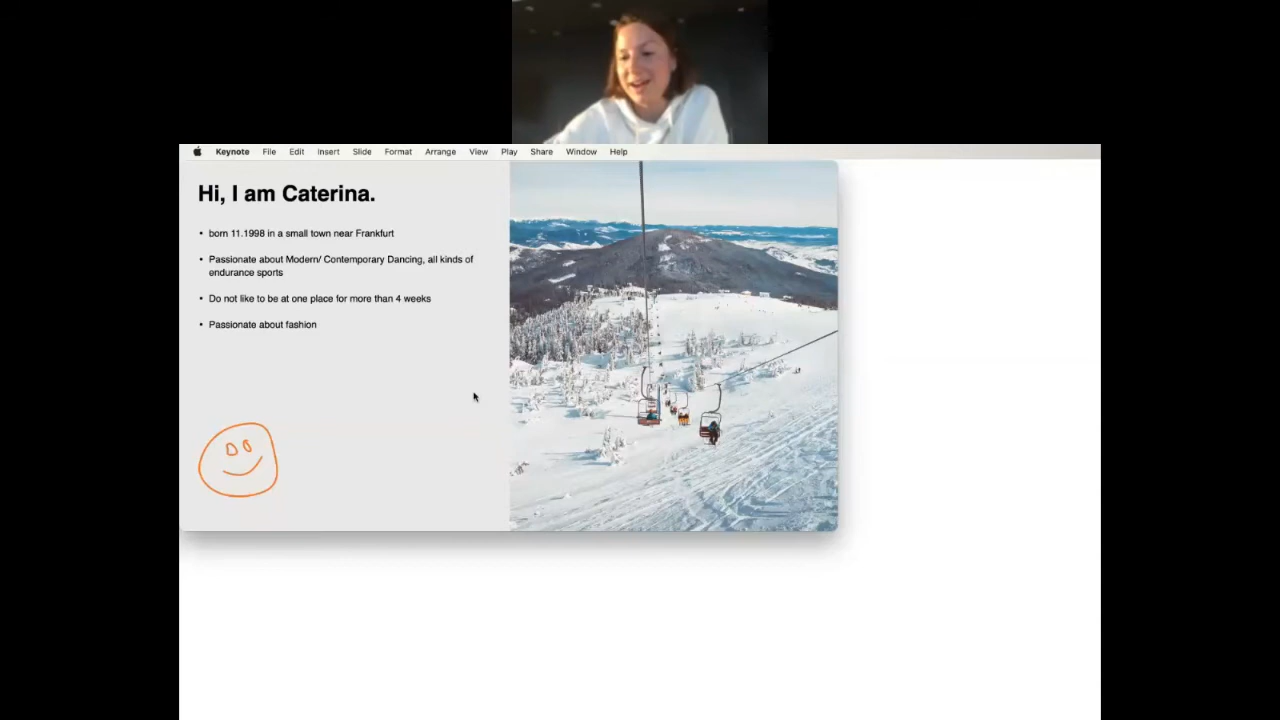 Keynote File Edit Insert Slide Format Arrange View Play Share Window Help
Hi, I am Caterina.
• born 11.1998 in a small town near Frankfurt
• Passionate about Modern/ Contemporary Dancing, all kinds of
endurance sports
• Do not like to be at one place for more than 4 weeks
• Passionate about fashion